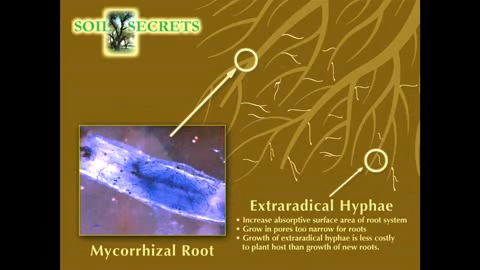 SOIL SECRETS
Extraradical Hyphae
• Increase absorptive surface area of root system
• Grow in pores too narrow for roots
• Growth of extraradical hyphae is less costly
to plant host than growth of new roots.
Mycorrhizal Root